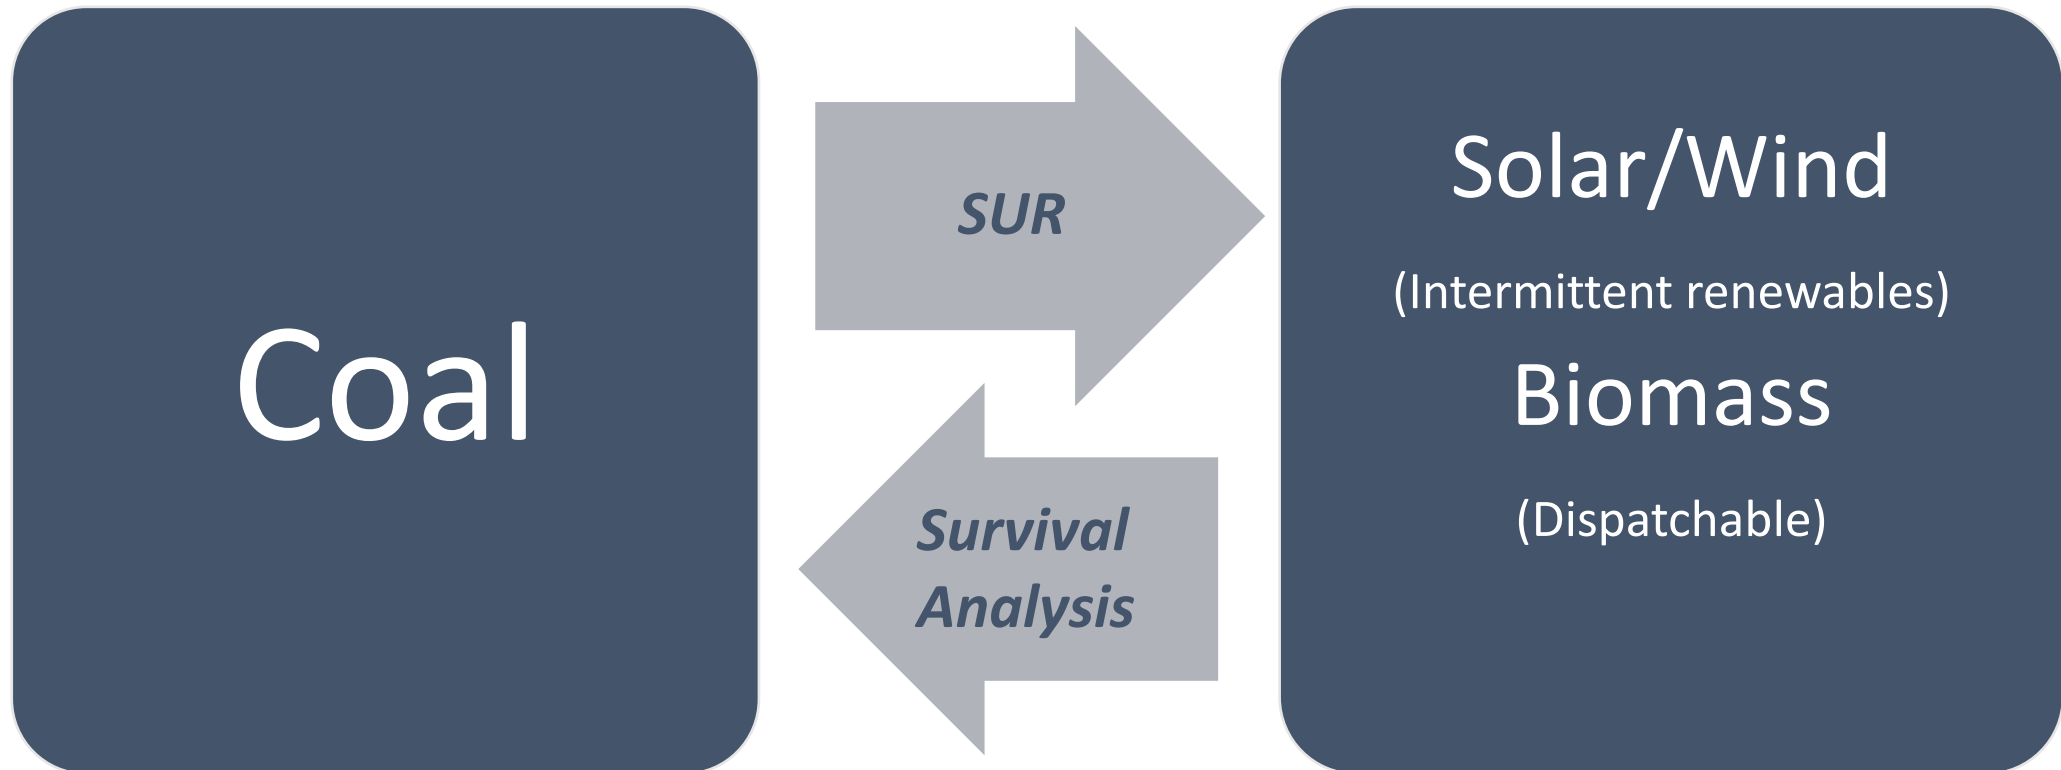 Coal
SUR
Survival
Analysis
Solar/Wind
(Intermittent renewables)
Biomass
(Dispatchable)